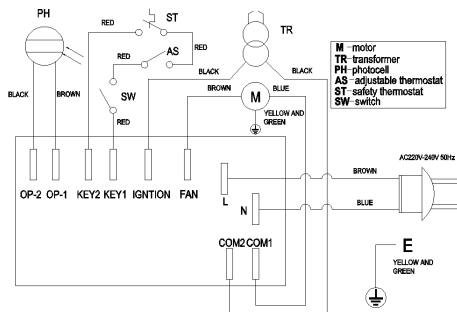 PH
RED
ST
TR
RED
AS
RED
BLACK
BLACK
BLACK
BROWN
SW
RED
BROWN
M
BLUE
YELLOW AND
GREEN
M-motor
TR-transformer
PH-photocell
AS-adjustable thermostat
ST-safety thermostat
SW-switch
AC220V-240V 50Hz
OP-2 OP-1 KEY2 KEY1 IGNTION FAN
L
BROWN
N
BLUE
COM2 COM1
E
YELLOW AND
GREEN